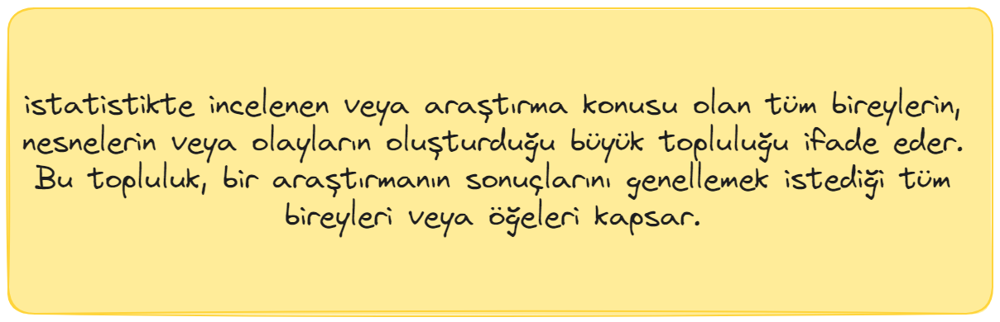 istatistikte incelenen veya araştırma konusu olan tüm bireylerin,
nesnelerin veya olayların oluşturduğu büyük topluluğu ifade eder.
Bu topluluk, bir araştırmanın sonuçlarını genellemek istediği tüm
bireyleri veya öğeleri kapsar.